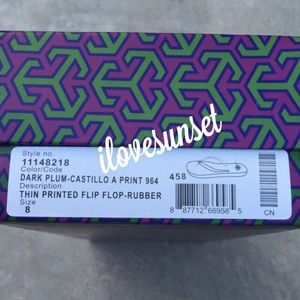 Style no.
11148218
Color/Code
DARK PLUM-CASTILLO A PRINT 964
458
Description
THIN PRINTED FLIP FLOP-RUBBER
Size
8
8 87712 66958 5
CN
ilovesunset